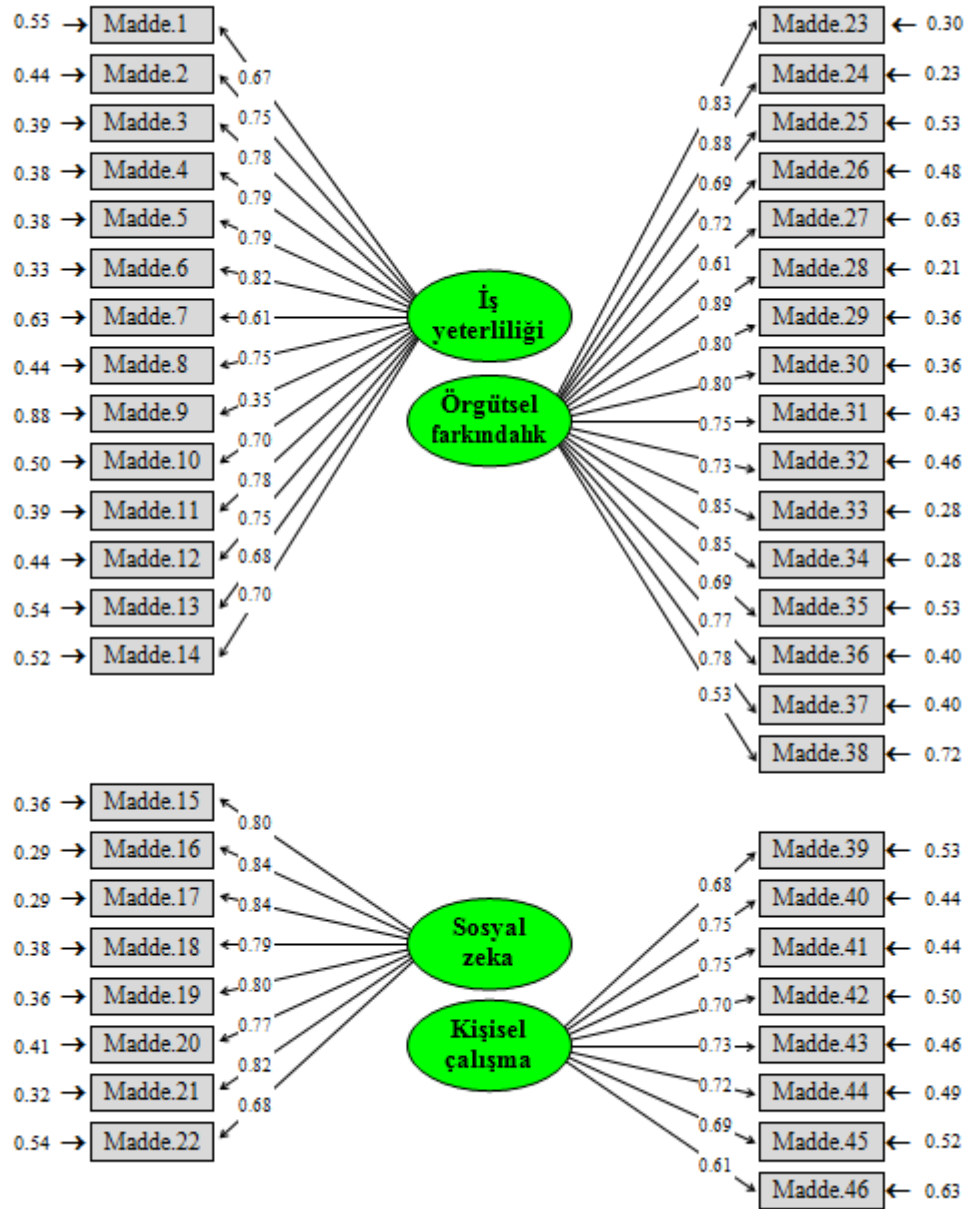 0.55 Madde.1 0.67
0.44 Madde.2 0.75
0.39 Madde.3 0.78
0.38 Madde.4 0.79
0.38 Madde.5 0.79
0.33 Madde.6 0.82
0.63 Madde.7 0.61
0.44 Madde.8 0.75
0.88 Madde.9 0.35
0.50 Madde.10 0.70
0.39 Madde.11 0.78
0.44 Madde.12 0.75
0.54 Madde.13 0.68
0.52 Madde.14 0.70
İş
yeterliliği
Örgütsel
farkındalık
0.83 Madde.23 0.30
0.88 Madde.24 0.23
0.69 Madde.25 0.53
0.72 Madde.26 0.48
0.61 Madde.27 0.63
0.89 Madde.28 0.21
0.80 Madde.29 0.36
0.80 Madde.30 0.36
0.75 Madde.31 0.43
0.73 Madde.32 0.46
0.85 Madde.33 0.28
0.85 Madde.34 0.28
0.69 Madde.35 0.53
0.77 Madde.36 0.40
0.78 Madde.37 0.40
0.53 Madde.38 0.72
0.36 Madde.15 0.80
0.29 Madde.16 0.84
0.29 Madde.17 0.84
0.38 Madde.18 0.79
0.36 Madde.19 0.80
0.41 Madde.20 0.77
0.32 Madde.21 0.82
0.54 Madde.22 0.68
Sosyal
zeka
Kişisel
çalışma
0.68 Madde.39 0.53
0.75 Madde.40 0.44
0.75 Madde.41 0.44
0.70 Madde.42 0.50
0.73 Madde.43 0.46
0.72 Madde.44 0.49
0.69 Madde.45 0.52
0.61 Madde.46 0.63